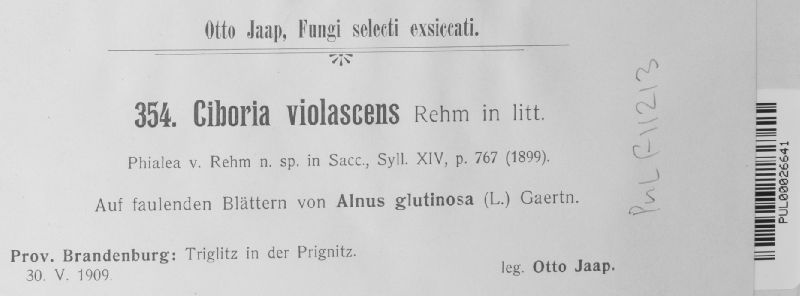 Otto Jaap, Fungi selecti exsiccati.
354. Ciboria violascens Rehm in litt.
Phialea v. Rehm n. sp. in Sacc., Syll. XIV, p. 767 (1899).
Auf faulenden Blättern von Alnus glutinosa (L.) Gaertn.
Prov. Brandenburg: Triglitz in der Prignitz.
30. V. 1909.
leg. Otto Jaap.
PUL F11213
PUL00026641